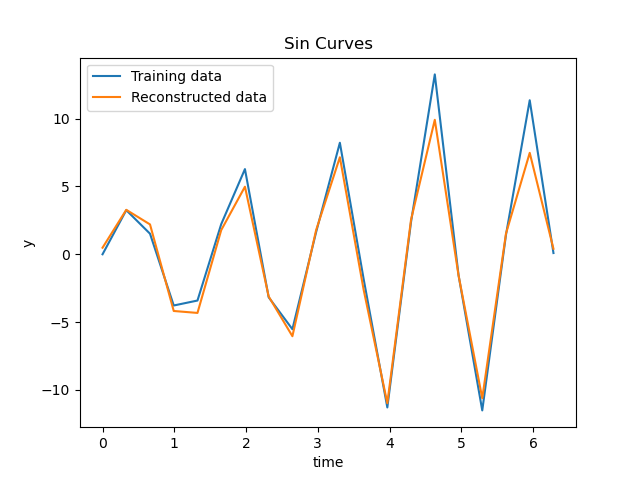 Sin Curves
Training data
Reconstructed data
10
5
0
−5
−10
y
0 1 2 3 4 5 6
time